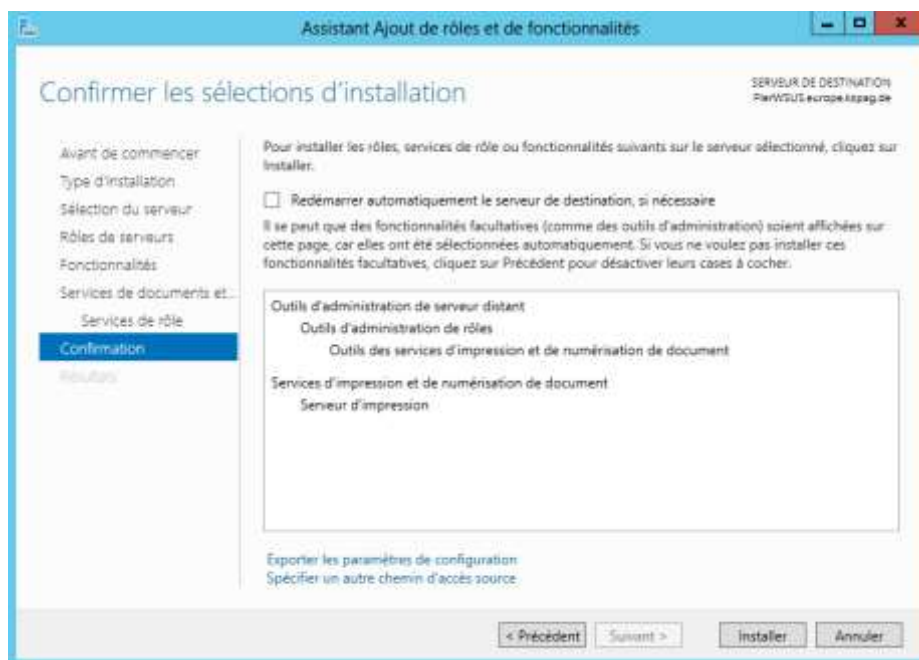 Assistant Ajout de rôles et de fonctionnalités
Confirmer les sélections d'installation
SERVEUR DE DESTINATION
Avant de commencer
Type d'installation
Sélection du serveur
Rôles de serveurs
Fonctionnalités
Services de documents et...
Services de rôle
Confirmation
Résultats
Pour installer les rôles, services de rôle ou fonctionnalités suivants sur le serveur sélectionné, cliquez sur
Installer.
Redémarrer automatiquement le serveur de destination, si nécessaire
Il se peut que des fonctionnalités facultatives (comme des outils d'administration) soient affichées sur
cette page, car elles ont été sélectionnées automatiquement. Si vous ne voulez pas installer ces
fonctionnalités facultatives, cliquez sur Précédent pour désactiver leurs cases à cocher.
Outils d'administration de serveur distant
Outils d'administration de rôles
Outils des services d'impression et de numérisation de document
Services d'impression et de numérisation de document
Serveur d'impression
Exporter les paramètres de configuration
Spécifier un autre chemin d'accès source
< Précédent
Suivant >
Installer
Annuler